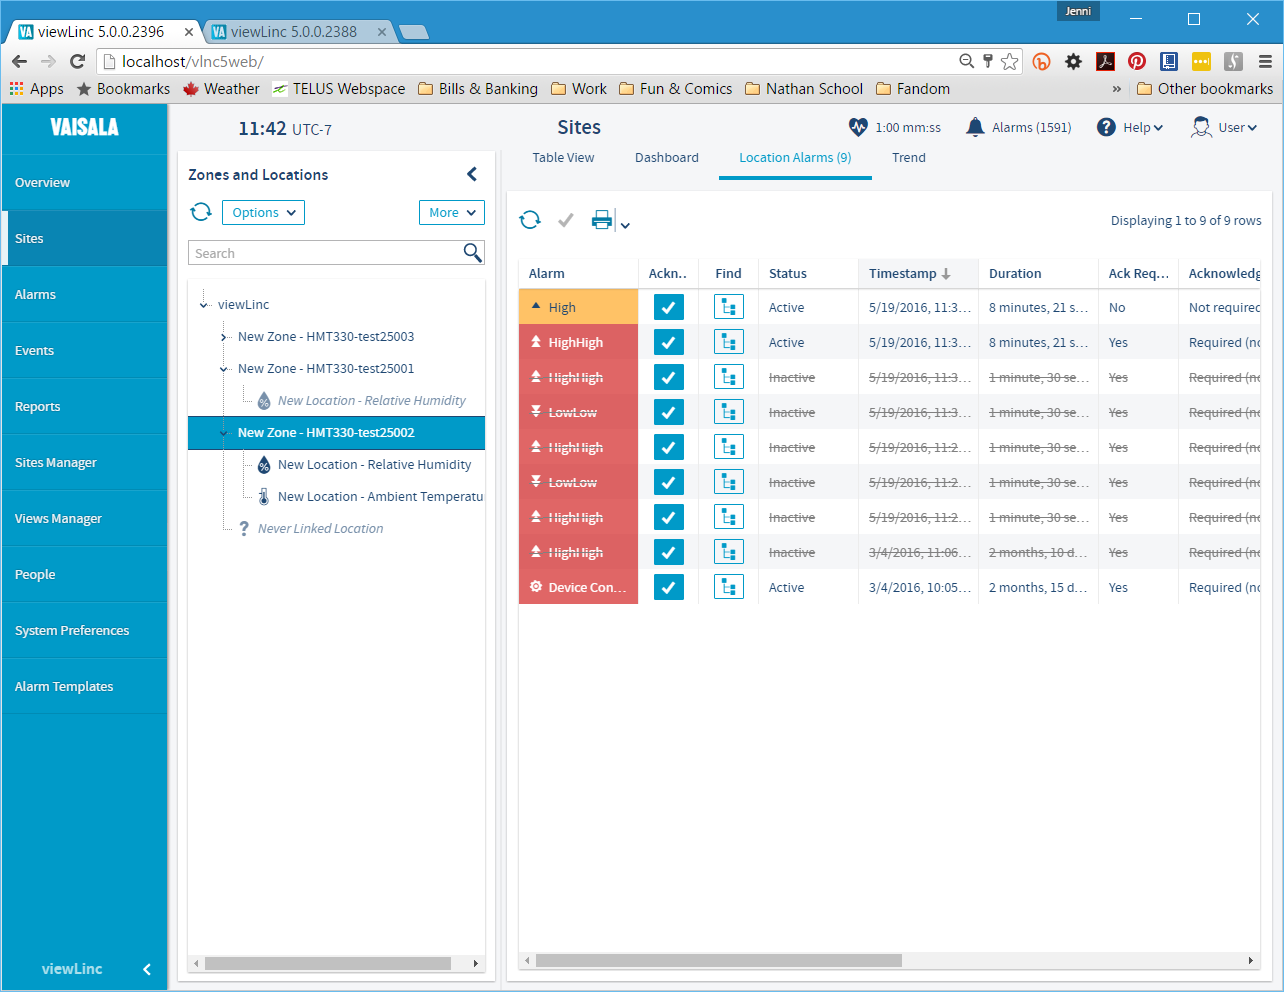 Jenni
viewLinc 5.0.0.2396
viewLinc 5.0.0.2388
localhost/vlnc5web/
Apps
Bookmarks
Weather
TELUS Webspace
Bills & Banking
Work
Fun & Comics
Nathan School
Fandom
»
Other bookmarks
VAISALA
11:42 UTC-7
Sites
1:00 mm:ss
Alarms (1591)
Help
User
Overview
Sites
Alarms
Events
Reports
Sites Manager
Views Manager
People
System Preferences
Alarm Templates
viewLinc
Zones and Locations
Options
More
Search
viewLinc
New Zone - HMT330-test25003
New Zone - HMT330-test25001
New Location - Relative Humidity
New Zone - HMT330-test25002
New Location - Relative Humidity
New Location - Ambient Temperatu
? Never Linked Location
Table View
Dashboard
Location Alarms (9)
Trend
Displaying 1 to 9 of 9 rows
Alarm Ackn.. Find Status Timestamp Duration Ack Req... Acknowledg
High Active 5/19/2016, 11:3... 8 minutes, 21 s... No Not required
HighHigh Active 5/19/2016, 11:3... 8 minutes, 21 s... Yes Required (no
HighHigh Inactive 5/19/2016, 11:3... 1 minute, 30 se... Yes Required (no
LowLow Inactive 5/19/2016, 11:3... 1 minute, 30 se... Yes Required (no
HighHigh Inactive 5/19/2016, 11:2... 1 minute, 30 se... Yes Required (no
LowLow Inactive 5/19/2016, 11:2... 1 minute, 30 se... Yes Required (no
HighHigh Inactive 5/19/2016, 11:2... 1 minute, 30 se... Yes Required (no
HighHigh Inactive 3/4/2016, 11:06... 2 months, 10 d... Yes Required (no
Device Con... Active 3/4/2016, 10:05... 2 months, 15 d... Yes Required (no